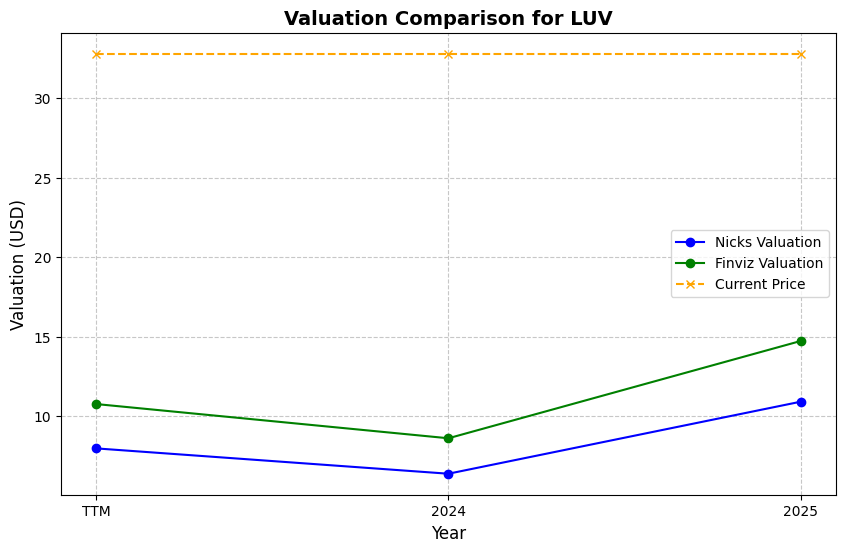 Valuation Comparison for LUV
Valuation (USD)
30
25
20
15
10
Nicks Valuation
Finviz Valuation
Current Price
TTM
2024
2025
Year